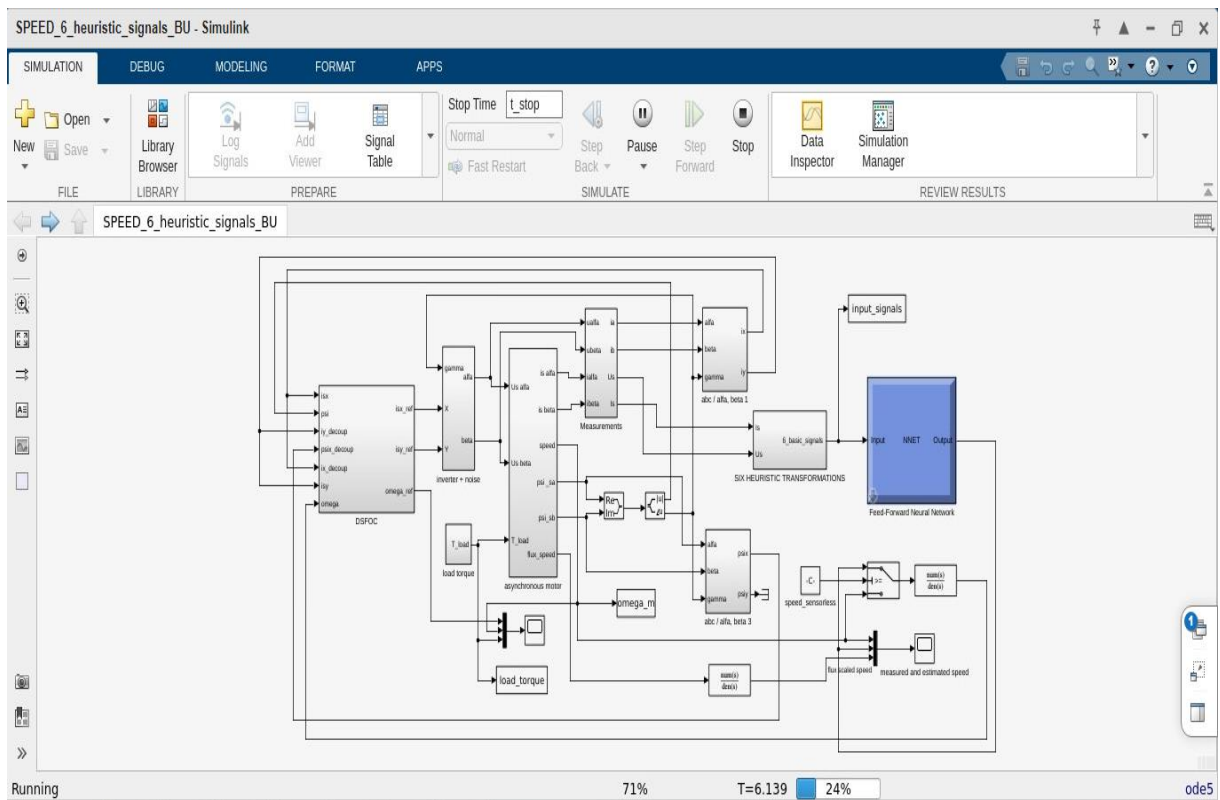 SPEED_6_heuristic_signals_BU - Simulink
SIMULATION DEBUG MODELING FORMAT APPS
New
Open
Save
FILE
Library Browser
LIBRARY
Log Signals
Add Viewer
Signal Table
PREPARE
Stop Time t_stop
Normal
Fast Restart
Step Back
Pause
Step Forward
Stop
SIMULATE
Data Inspector
Simulation Manager
REVIEW RESULTS
SPEED_6_heuristic_signals_BU
isx
psi
iy_decoup
psix_decoup
ix_decoup
isy
omega
isx_ref
isy_ref
omega_ref
DSFOC
gamma
X
Y
alfa
beta
inverter + noise
Us alfa
Us beta
T_load
is alfa
is beta
speed
psi_sa
psi_sb
flux_speed
asynchronous motor
T_load
load torque
ualfa
ubeta
ialfa
ibeta
ia
ib
Us
Is
Measurements
alfa
beta
gamma
ix
iy
abc / alfa, beta 1
Re
Im
|u|
alfa
beta
gamma
psix
psiy
abc / alfa, beta 3
omega_m
load_torque
Is
Us
6_basic_signals
SIX HEURISTIC TRANSFORMATIONS
input_signals
Input NNET Output
Feed-Forward Neural Network
-C-
speed_sensorless
>=
num(s)
den(s)
num(s)
den(s)
flux scaled speed
measured and estimated speed
1
Running 71% T=6.139 24% ode5